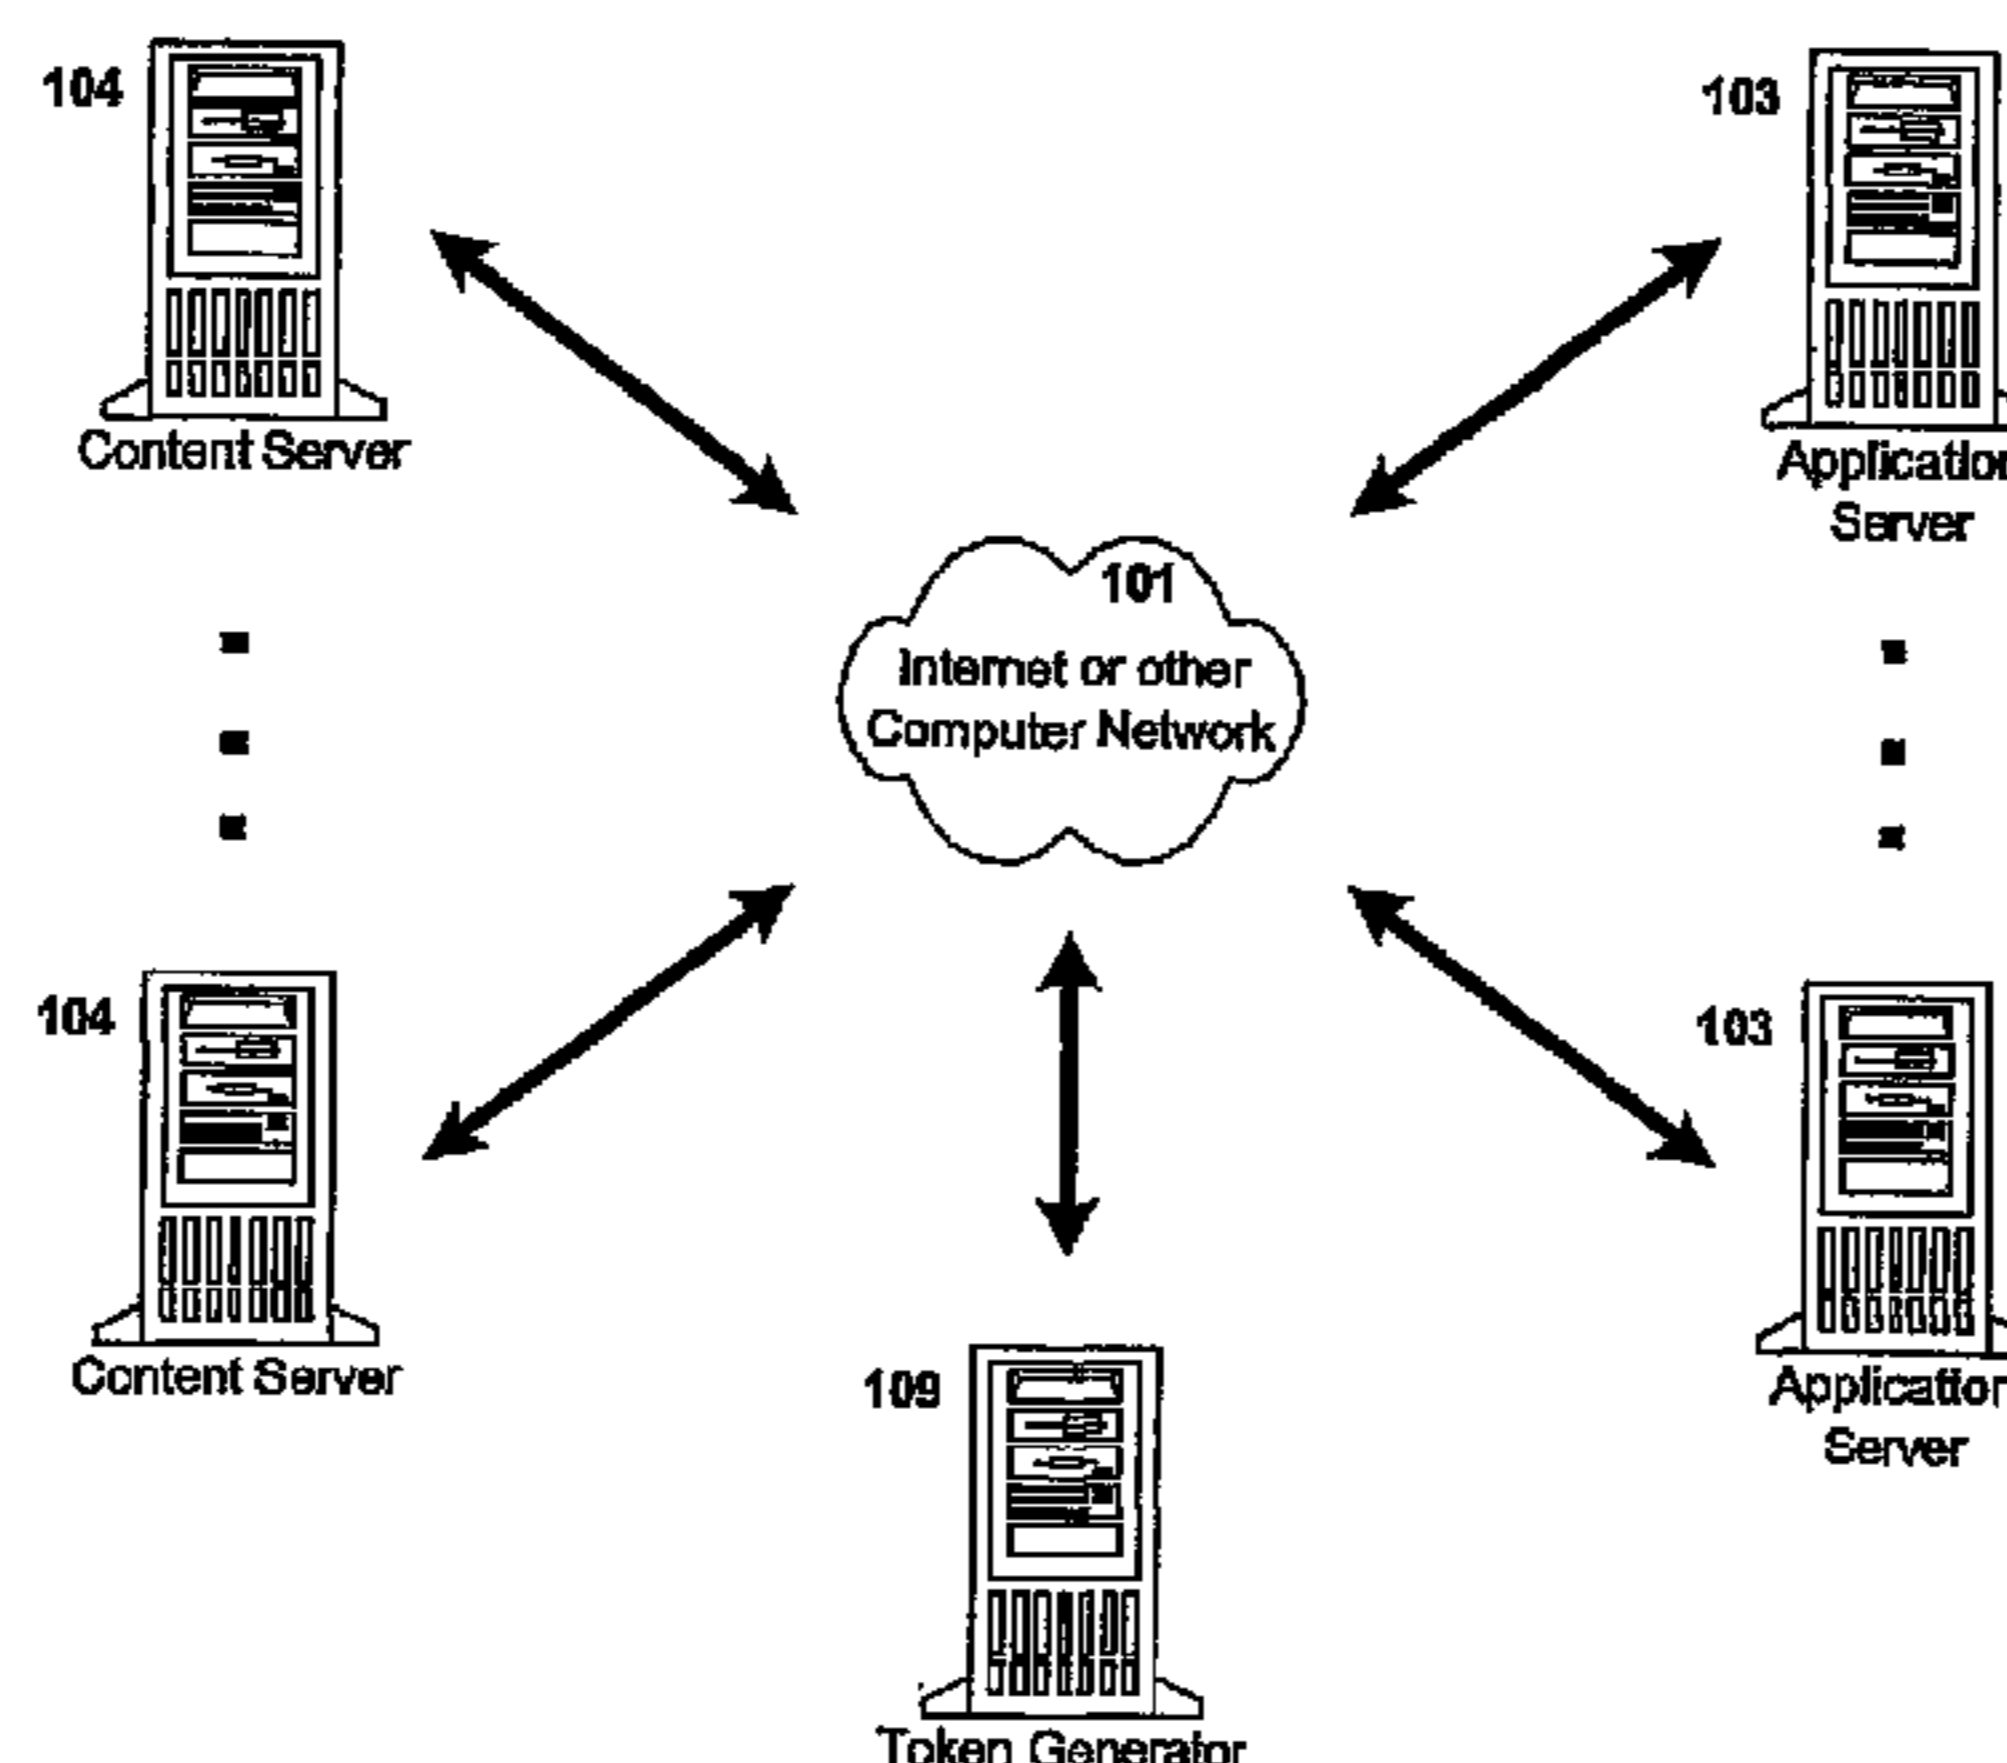 104
103
Content Server
Application
Server
101
Internet or other
Computer Network
104
103
Content Server
Application
Server
109
Token Generator